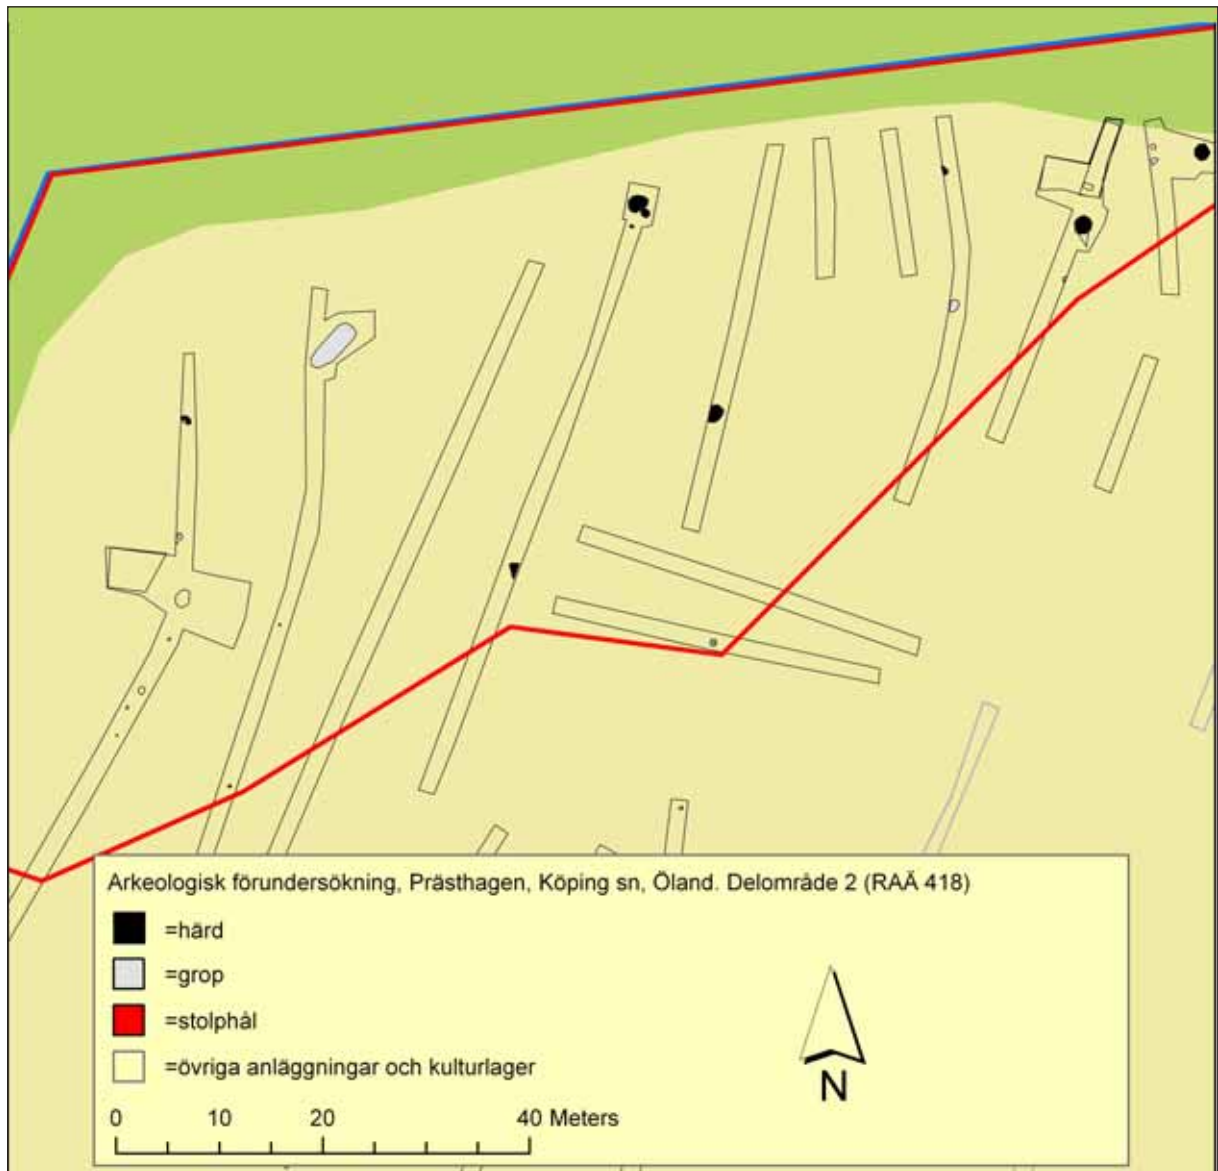 Arkeologisk förundersökning, Prästhagen, Köping sn, Öland. Delområde 2 (RAÄ 418)
=härd
=grop
=stolphål
=övriga anläggningar och kulturlager
0 10 20 40 Meters
N